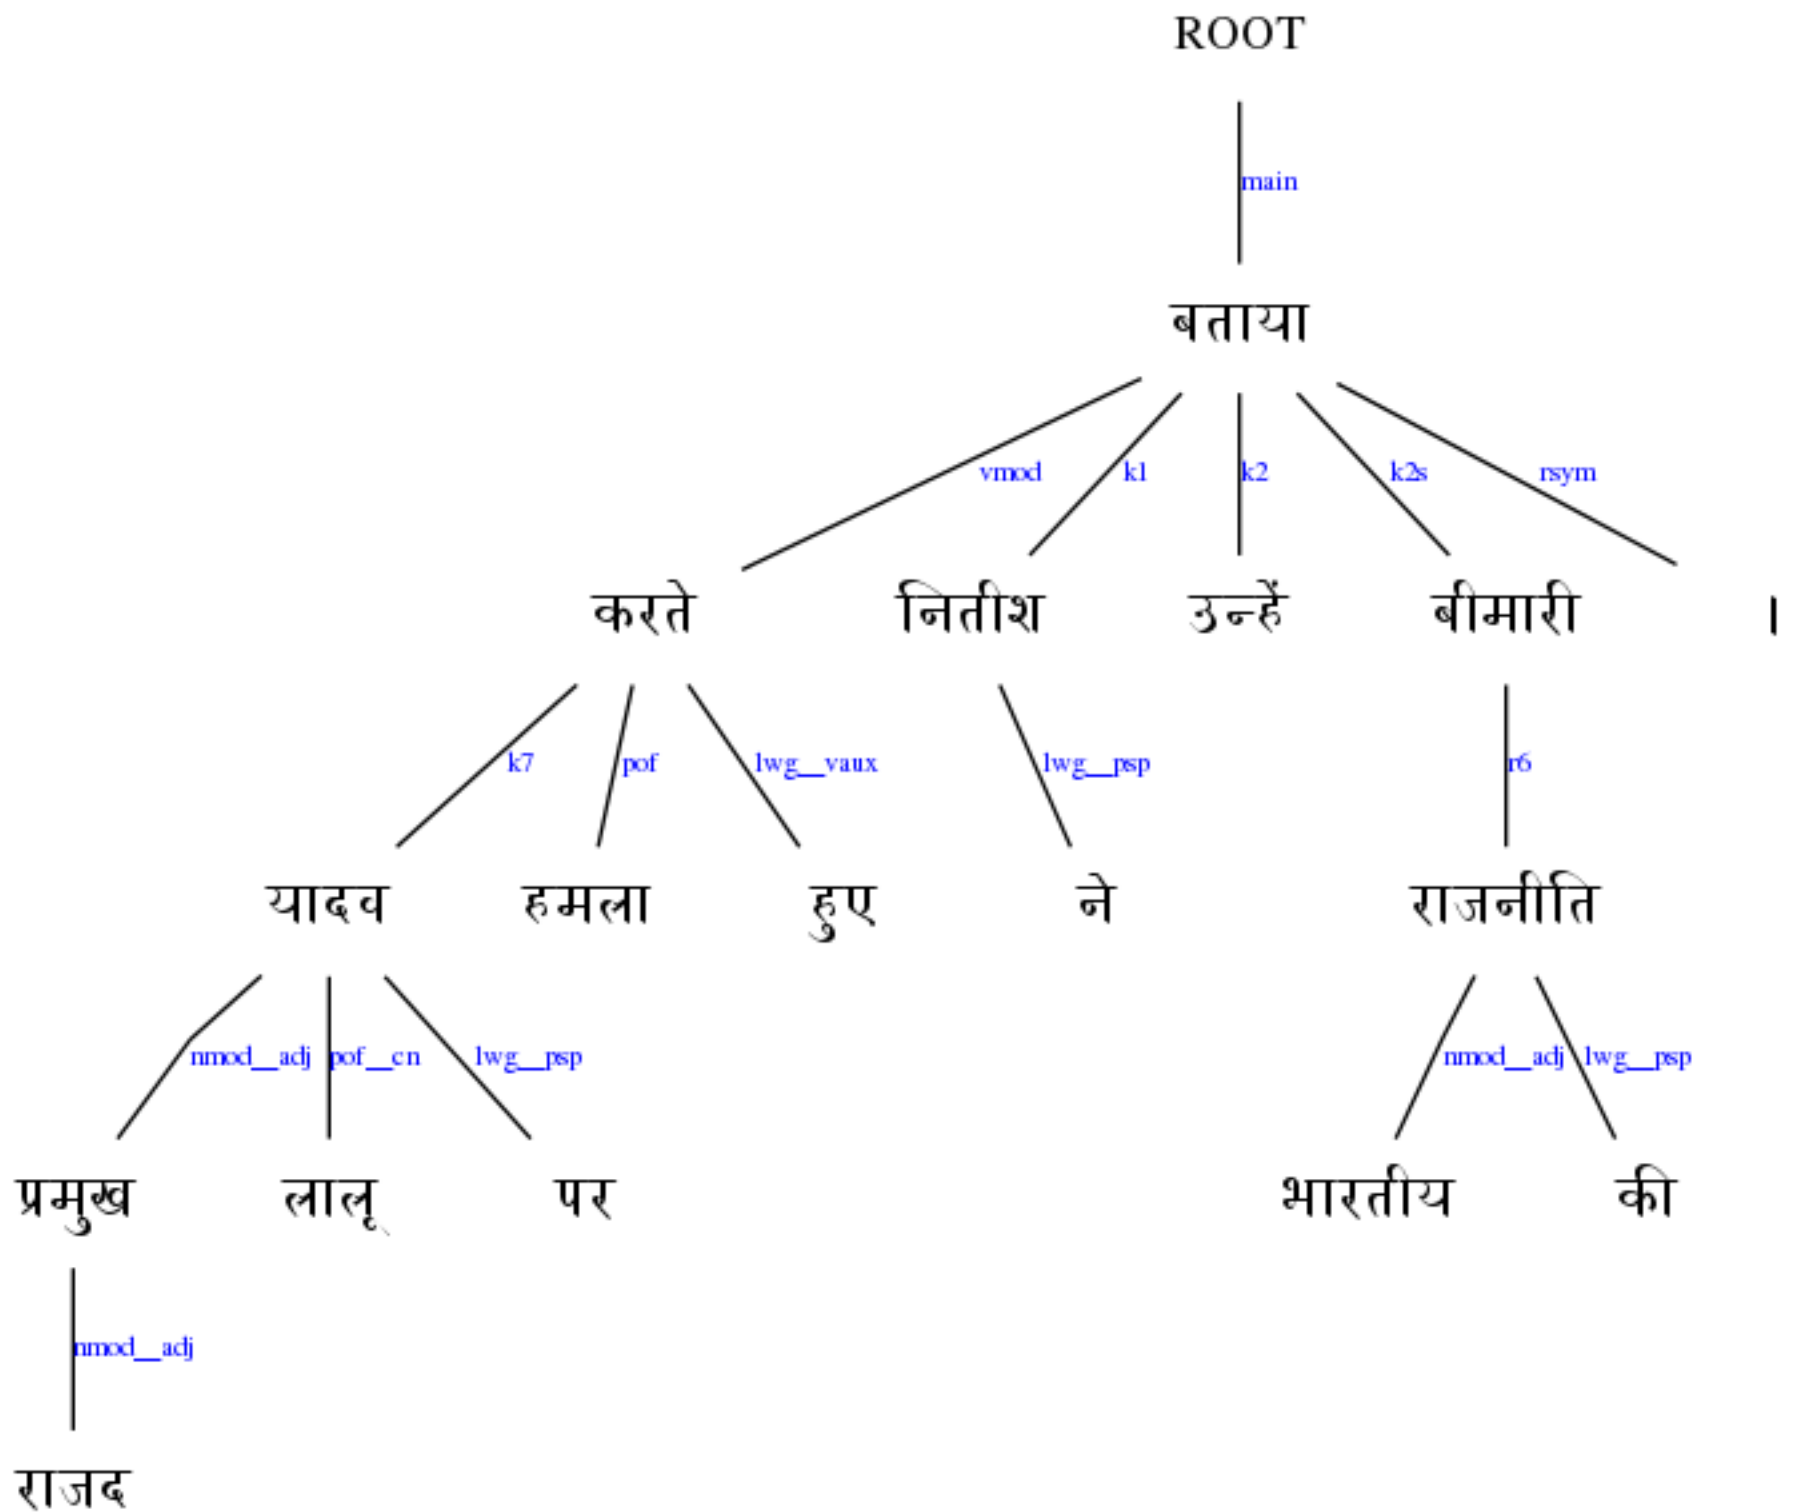 ROOT
main
बताया
vmod k1 k2 k2s rsym
करते नितीश उन्हें बीमारी ।
k7 pof lwg__vaux lwg__psp r6
यादव हमला हुए ने राजनीति
nmod__adj pof__cn lwg__psp nmod__adj lwg__psp
प्रमुख लालू पर भारतीय की
nmod__adj
राजद